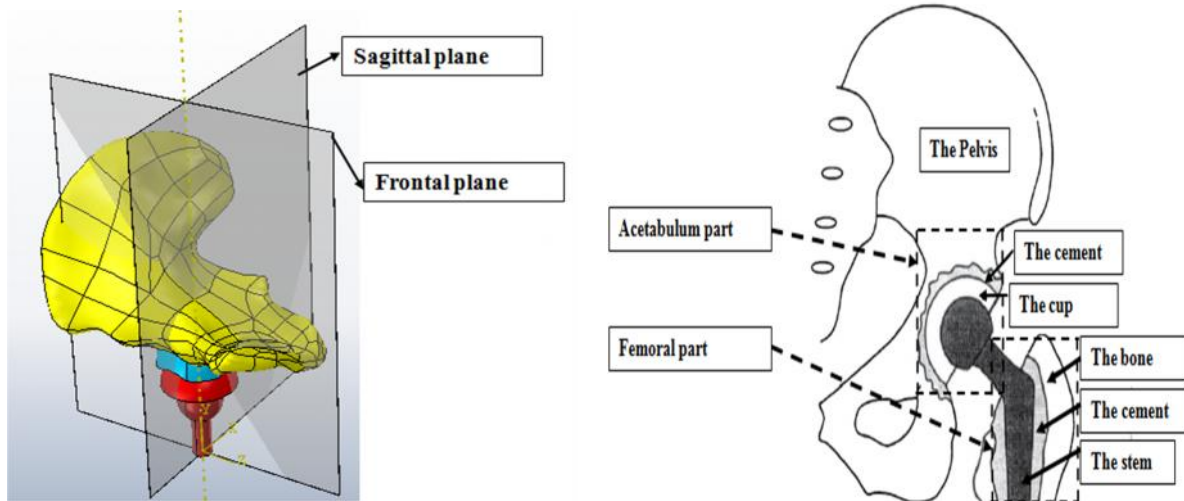 Sagittal plane
Frontal plane
Y
X
Z
The Pelvis
Acetabulum part
The cement
The cup
Femoral part
The bone
The cement
The stem